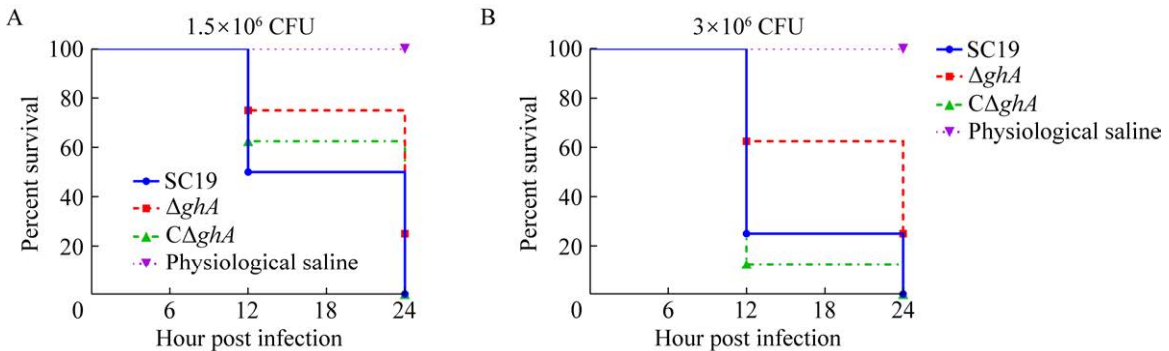 A
1.5×10⁶ CFU
Percent survival
100
80
60
40
20
0
6
12
18
24
Hour post infection
SC19
ΔghA
CΔghA
Physiological saline
B
3×10⁶ CFU
Percent survival
100
80
60
40
20
0
6
12
18
24
Hour post infection
SC19
ΔghA
CΔghA
Physiological saline